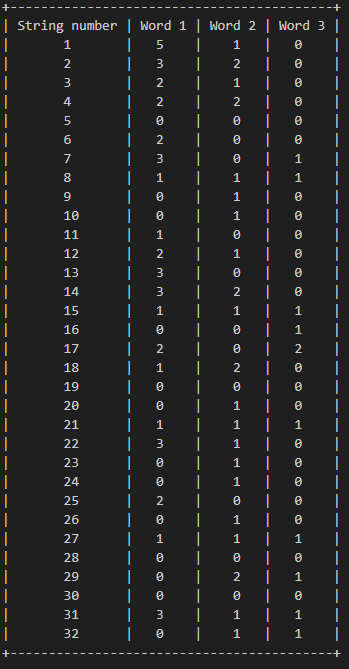 +------------------------------------------+
| String number | Word 1 | Word 2 | Word 3 |
| 1 | 5 | 1 | 0 |
| 2 | 3 | 2 | 0 |
| 3 | 2 | 1 | 0 |
| 4 | 2 | 2 | 0 |
| 5 | 0 | 0 | 0 |
| 6 | 2 | 0 | 0 |
| 7 | 3 | 0 | 1 |
| 8 | 1 | 1 | 1 |
| 9 | 0 | 1 | 0 |
| 10 | 0 | 1 | 0 |
| 11 | 1 | 0 | 0 |
| 12 | 2 | 1 | 0 |
| 13 | 3 | 0 | 0 |
| 14 | 3 | 2 | 0 |
| 15 | 1 | 1 | 1 |
| 16 | 0 | 0 | 1 |
| 17 | 2 | 0 | 2 |
| 18 | 1 | 2 | 0 |
| 19 | 0 | 0 | 0 |
| 20 | 0 | 1 | 0 |
| 21 | 1 | 1 | 1 |
| 22 | 3 | 1 | 0 |
| 23 | 0 | 1 | 0 |
| 24 | 0 | 1 | 0 |
| 25 | 2 | 0 | 0 |
| 26 | 0 | 1 | 0 |
| 27 | 1 | 1 | 1 |
| 28 | 0 | 0 | 0 |
| 29 | 0 | 2 | 1 |
| 30 | 0 | 0 | 0 |
| 31 | 3 | 1 | 1 |
| 32 | 0 | 1 | 1 |
+------------------------------------------+